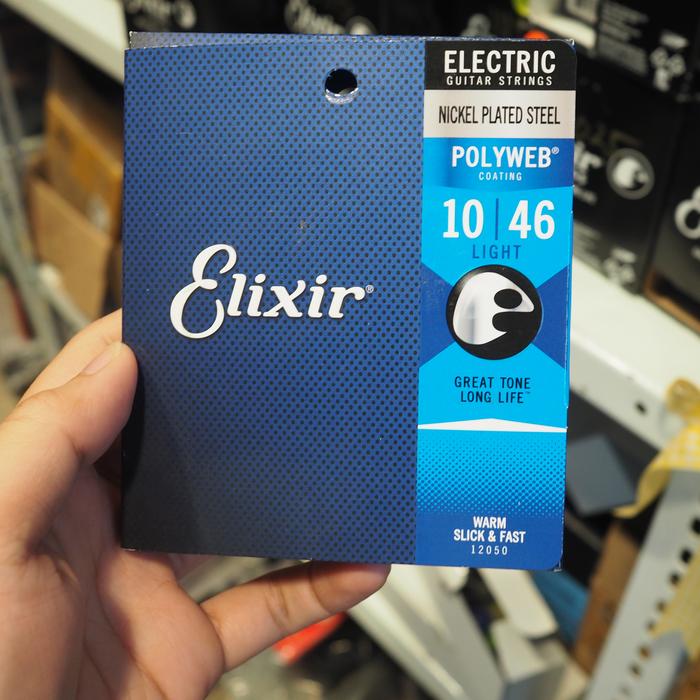 Elixir®
ELECTRIC
GUITAR STRINGS
NICKEL PLATED STEEL
POLYWEB®
COATING
10 | 46
LIGHT
GREAT TONE
LONG LIFE™
WARM
SLICK & FAST
12050